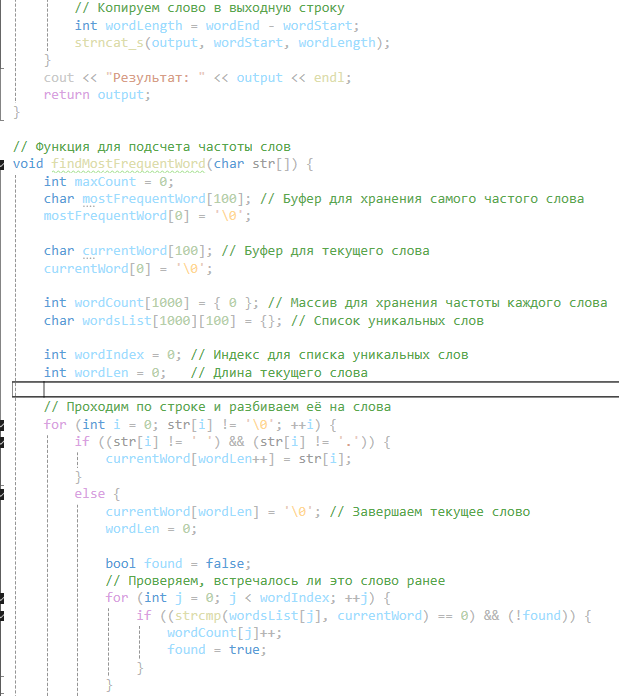 // Копируем слово в выходную строку
int wordLength = wordEnd - wordStart;
strncat_s(output, wordStart, wordLength);
}
cout << "Результат: " << output << endl;
return output;
}
// Функция для подсчета частоты слов
void findMostFrequentWord(char str[]) {
int maxCount = 0;
char mostFrequentWord[100]; // Буфер для хранения самого частого слова
mostFrequentWord[0] = '\0';
char currentWord[100]; // Буфер для текущего слова
currentWord[0] = '\0';
int wordCount[1000] = { 0 }; // Массив для хранения частоты каждого слова
char wordsList[1000][100] = {}; // Список уникальных слов
int wordIndex = 0; // Индекс для списка уникальных слов
int wordLen = 0;   // Длина текущего слова
// Проходим по строке и разбиваем её на слова
for (int i = 0; str[i] != '\0'; ++i) {
if ((str[i] != ' ') && (str[i] != '.')) {
currentWord[wordLen++] = str[i];
}
else {
currentWord[wordLen] = '\0'; // Завершаем текущее слово
wordLen = 0;
bool found = false;
// Проверяем, встречалось ли это слово ранее
for (int j = 0; j < wordIndex; ++j) {
if ((strcmp(wordsList[j], currentWord) == 0) && (!found)) {
wordCount[j]++;
found = true;
}
}